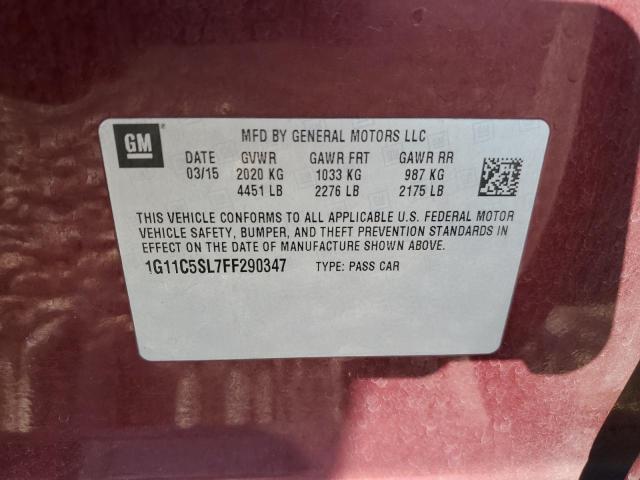 GM
MFD BY GENERAL MOTORS LLC
DATE GVWR GAWR FRT GAWR RR
03/15 2020 KG 1033 KG 987 KG
4451 LB 2276 LB 2175 LB
THIS VEHICLE CONFORMS TO ALL APPLICABLE U.S. FEDERAL MOTOR
VEHICLE SAFETY, BUMPER, AND THEFT PREVENTION STANDARDS IN
EFFECT ON THE DATE OF MANUFACTURE SHOWN ABOVE.
1G11C5SL7FF290347 TYPE: PASS CAR